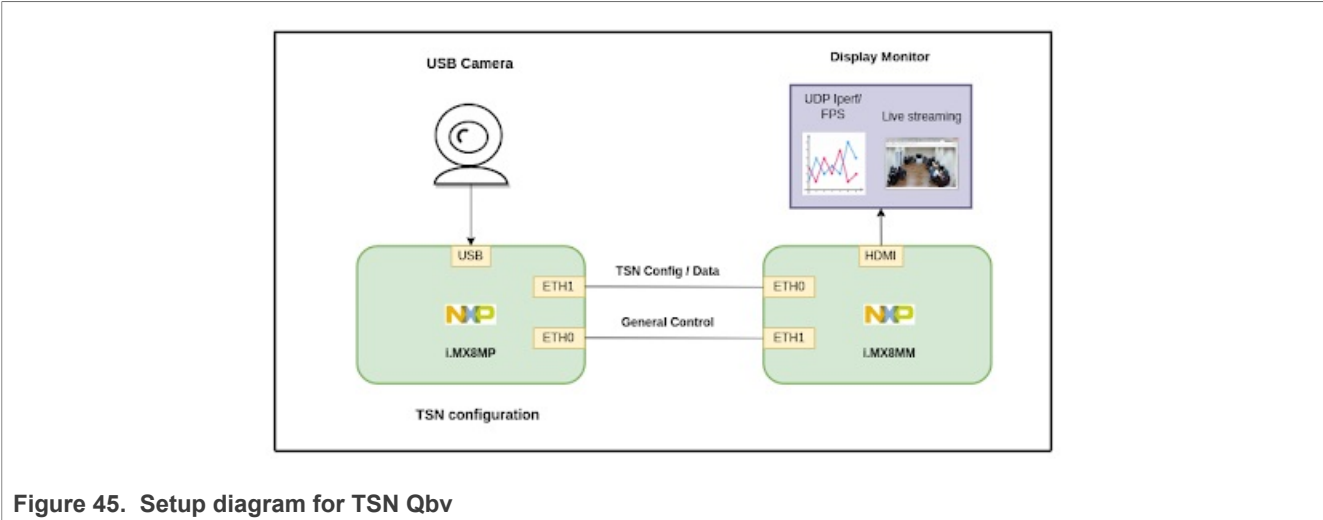 USB Camera
Display Monitor
UDP Iperf/
FPS
Live streaming
USB
HDMI
ETH1
TSN Config / Data
ETH0
NXP
NXP
General Control
ETH0
ETH1
i.MX8MP
i.MX8MM
TSN configuration
Figure 45. Setup diagram for TSN Qbv